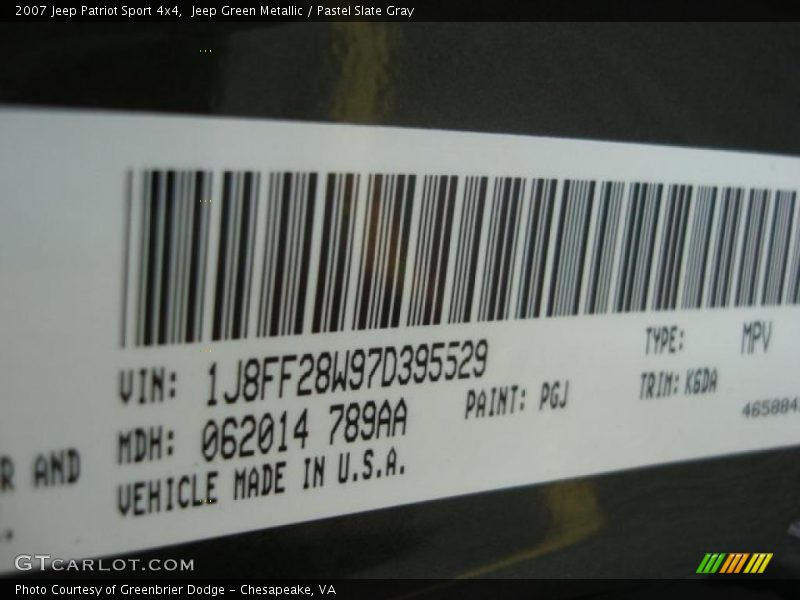 2007 Jeep Patriot Sport 4x4,  Jeep Green Metallic / Pastel Slate Gray
VIN: 1J8FF28W97D395529
TYPE: MPV
MDH: 062014 789AA
PAINT: PGJ
TRIM: K6DA
R AND
VEHICLE MADE IN U.S.A.
GTCARLOT.COM
Photo Courtesy of Greenbrier Dodge - Chesapeake, VA